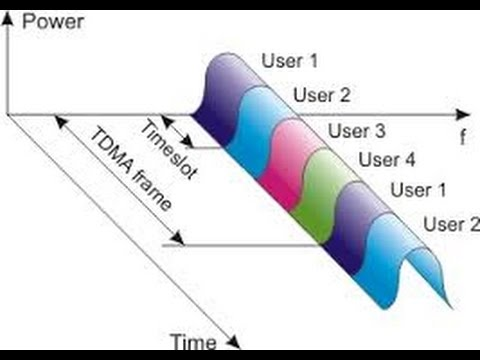 Power
User 1
User 2
User 3
User 4
User 1
User 2
f
Timeslot
TDMA frame
Time